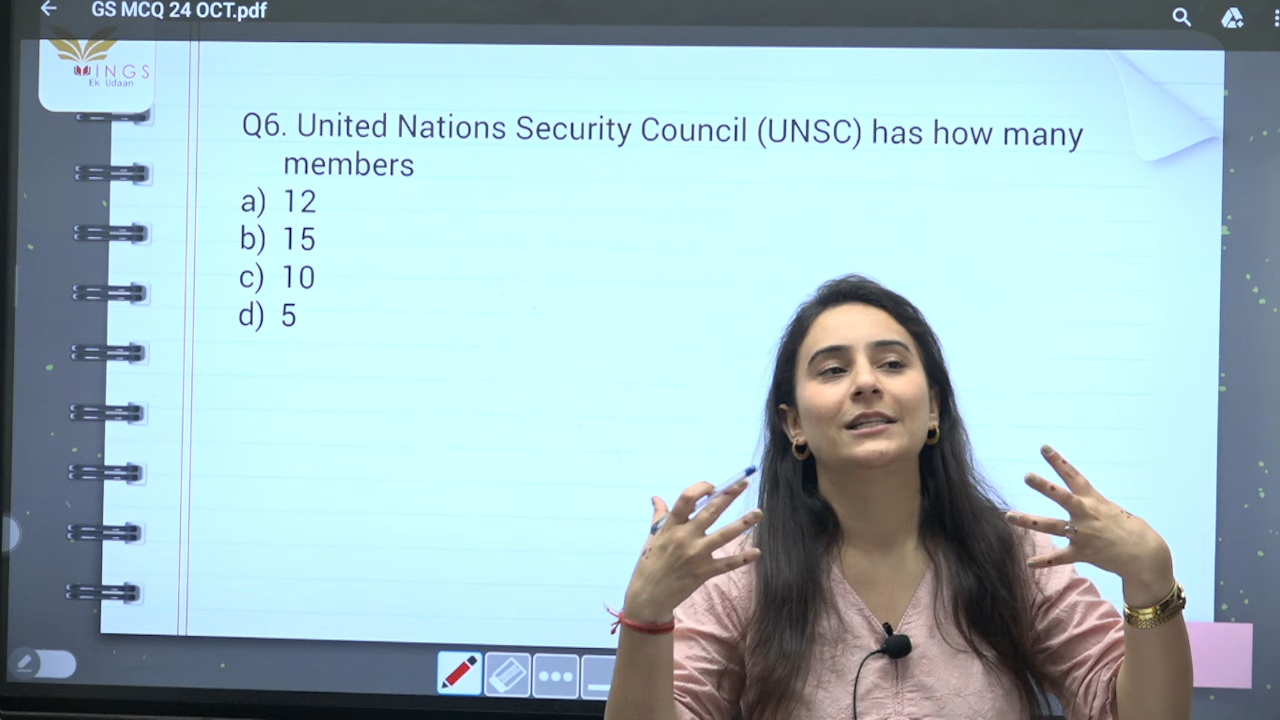 GS MCQ 24 OCT.pdf
WINGS
Ek Udaan
Q6. United Nations Security Council (UNSC) has how many
members
a) 12
b) 15
c) 10
d) 5